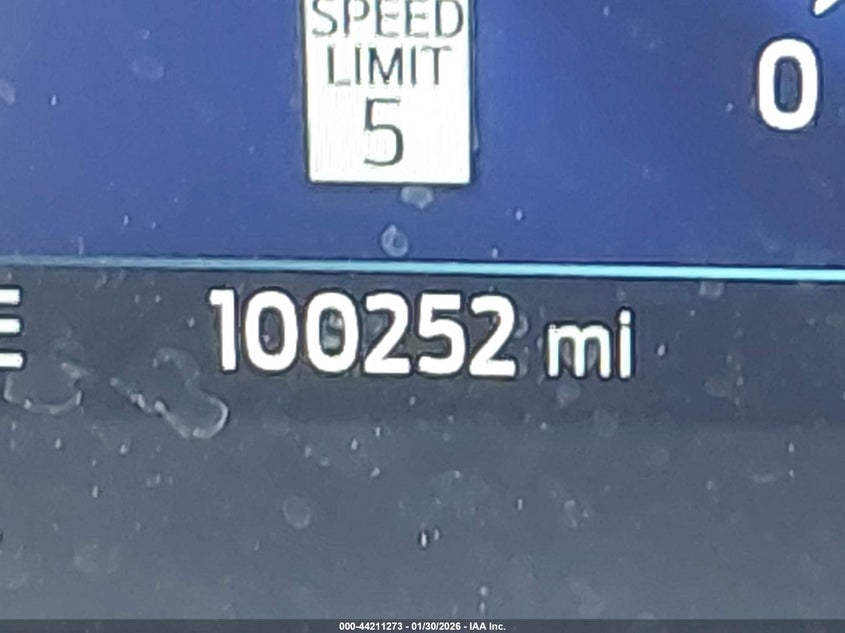 SPEED
LIMIT
5
0
E
100252 mi
000-44211273 - 01/30/2026 - IAA Inc.